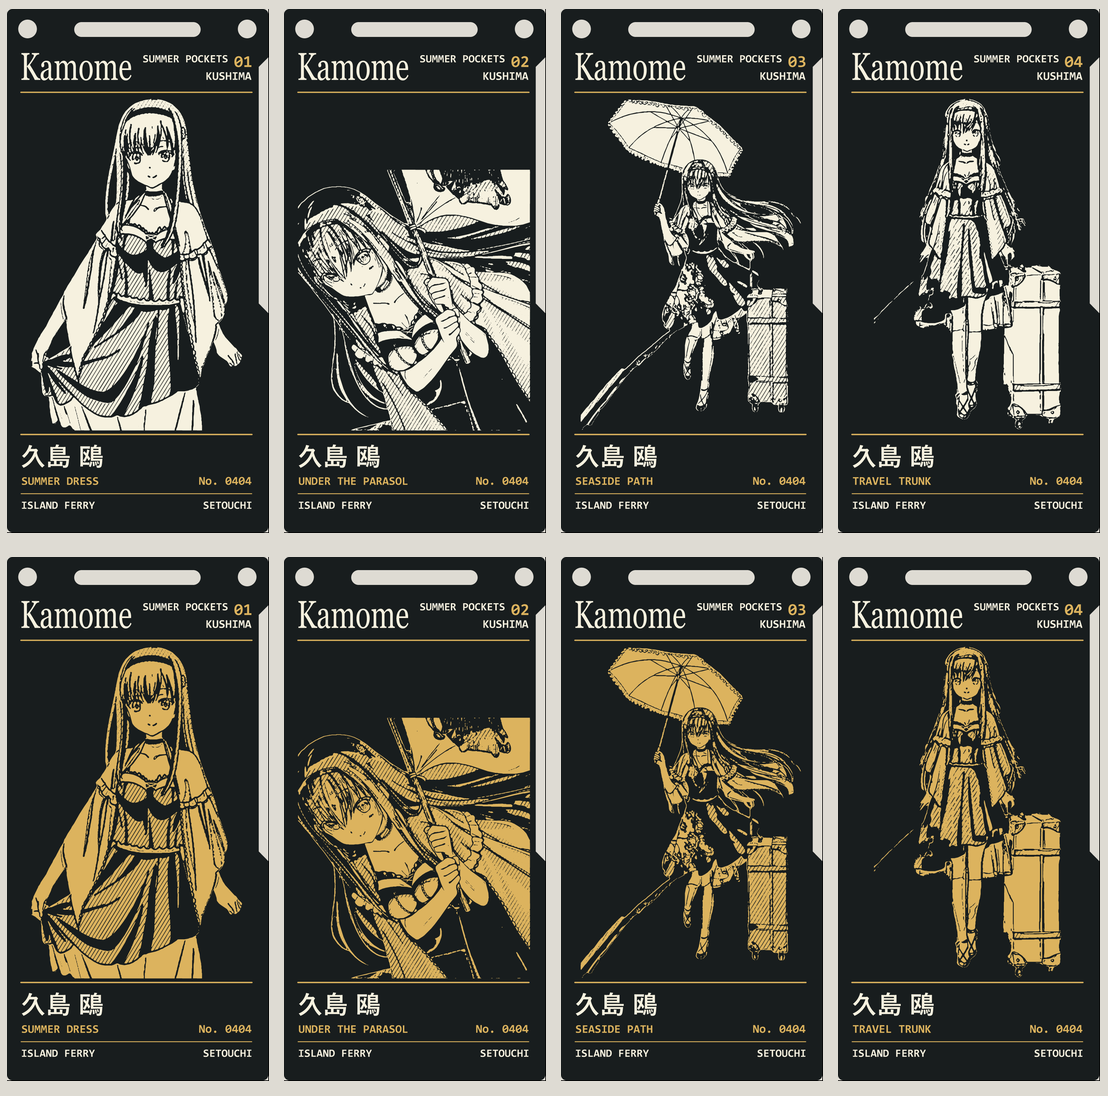 Kamome SUMMER POCKETS 01
KUSHIMA
久島 鴎
SUMMER DRESS No. 0404
ISLAND FERRY SETOUCHI
Kamome SUMMER POCKETS 02
KUSHIMA
久島 鴎
UNDER THE PARASOL No. 0404
ISLAND FERRY SETOUCHI
Kamome SUMMER POCKETS 03
KUSHIMA
久島 鴎
SEASIDE PATH No. 0404
ISLAND FERRY SETOUCHI
Kamome SUMMER POCKETS 04
KUSHIMA
久島 鴎
TRAVEL TRUNK No. 0404
ISLAND FERRY SETOUCHI
Kamome SUMMER POCKETS 01
KUSHIMA
久島 鴎
SUMMER DRESS No. 0404
ISLAND FERRY SETOUCHI
Kamome SUMMER POCKETS 02
KUSHIMA
久島 鴎
UNDER THE PARASOL No. 0404
ISLAND FERRY SETOUCHI
Kamome SUMMER POCKETS 03
KUSHIMA
久島 鴎
SEASIDE PATH No. 0404
ISLAND FERRY SETOUCHI
Kamome SUMMER POCKETS 04
KUSHIMA
久島 鴎
TRAVEL TRUNK No. 0404
ISLAND FERRY SETOUCHI